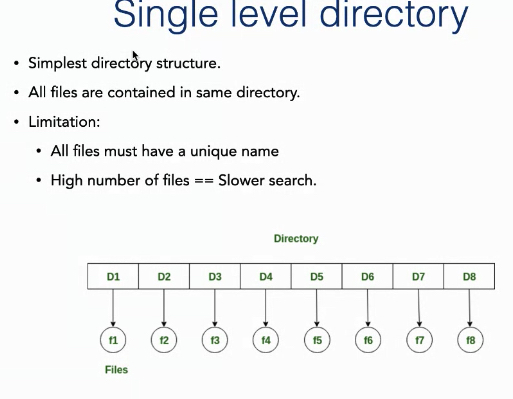 Single level directory
• Simplest directory structure.
• All files are contained in same directory.
• Limitation:
• All files must have a unique name
• High number of files == Slower search.
Directory
D1 D2 D3 D4 D5 D6 D7 D8
f1 f2 f3 f4 f5 f6 f7 f8
Files